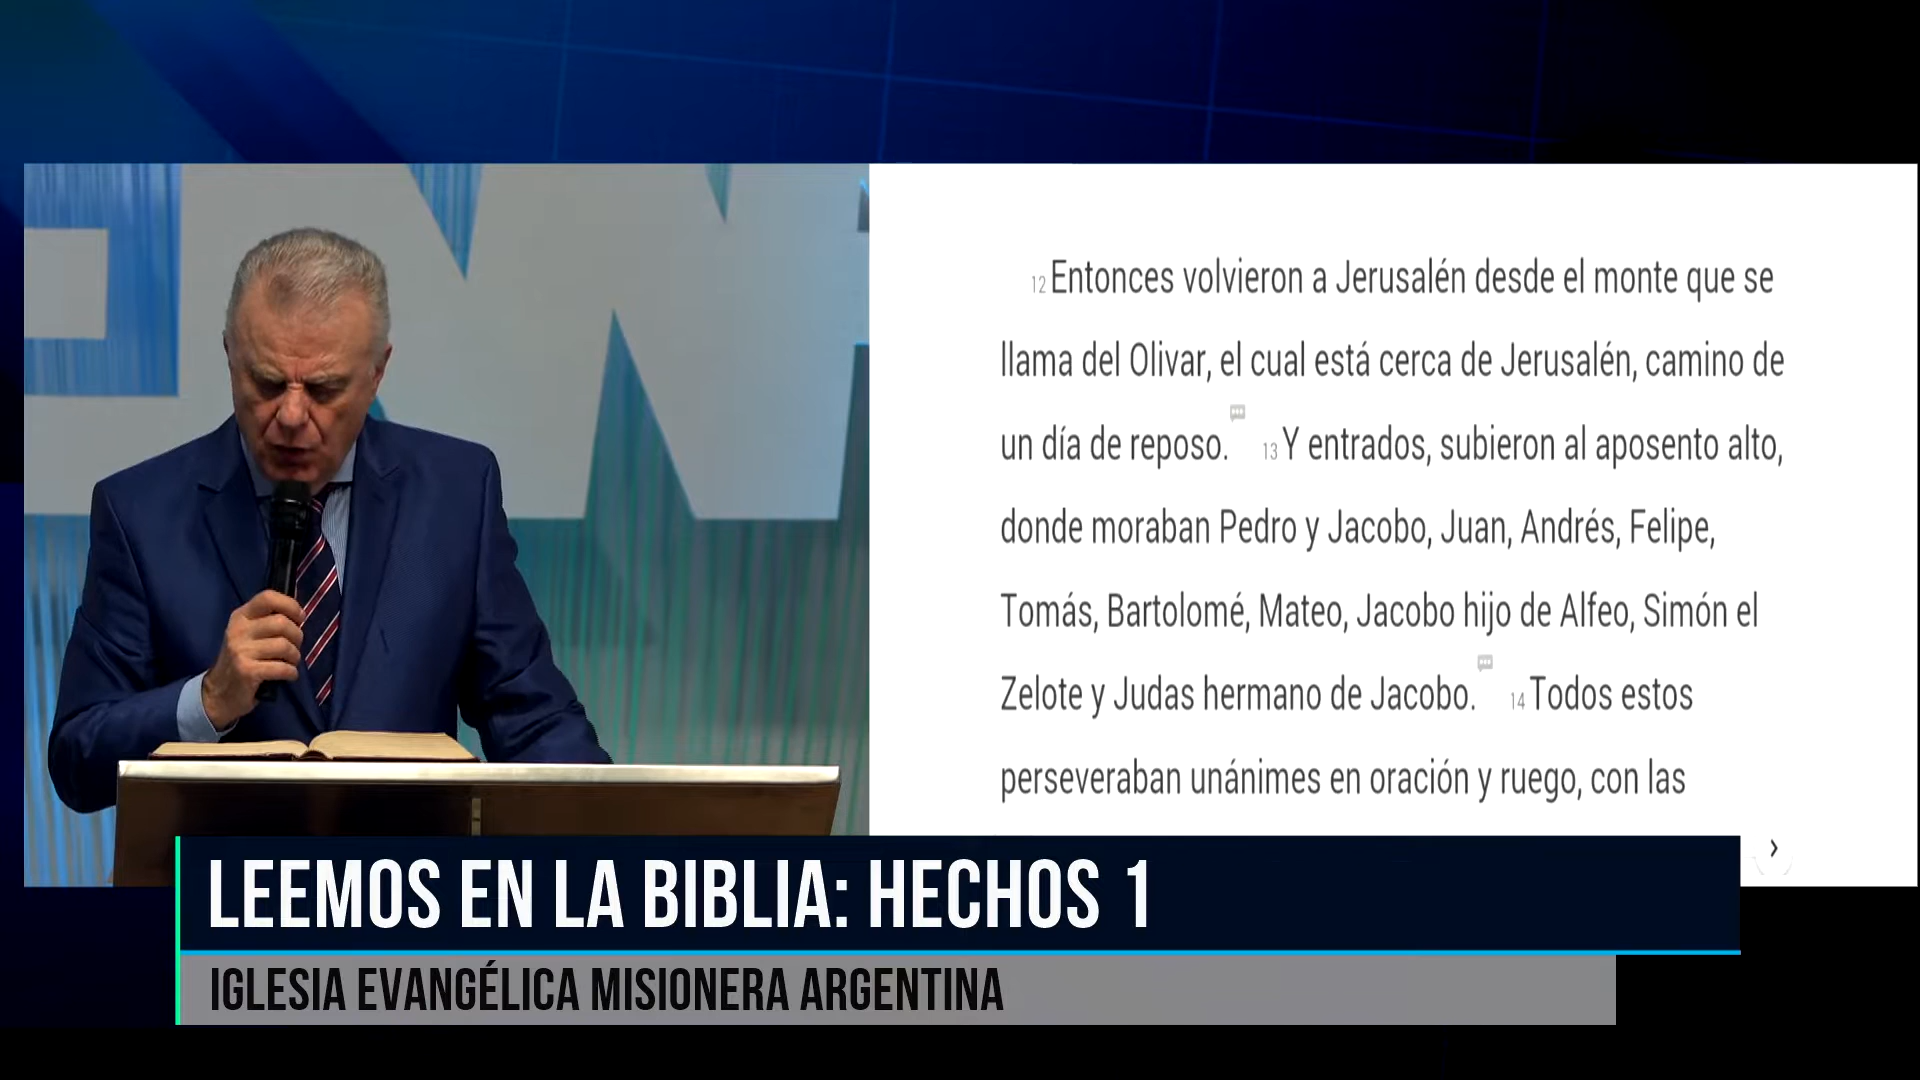 12 Entonces volvieron a Jerusalén desde el monte que se
llama del Olivar, el cual está cerca de Jerusalén, camino de
un día de reposo. 13 Y entrados, subieron al aposento alto,
donde moraban Pedro y Jacobo, Juan, Andrés, Felipe,
Tomás, Bartolomé, Mateo, Jacobo hijo de Alfeo, Simón el
Zelote y Judas hermano de Jacobo. 14 Todos estos
perseveraban unánimes en oración y ruego, con las
LEEMOS EN LA BIBLIA: HECHOS 1
IGLESIA EVANGÉLICA MISIONERA ARGENTINA